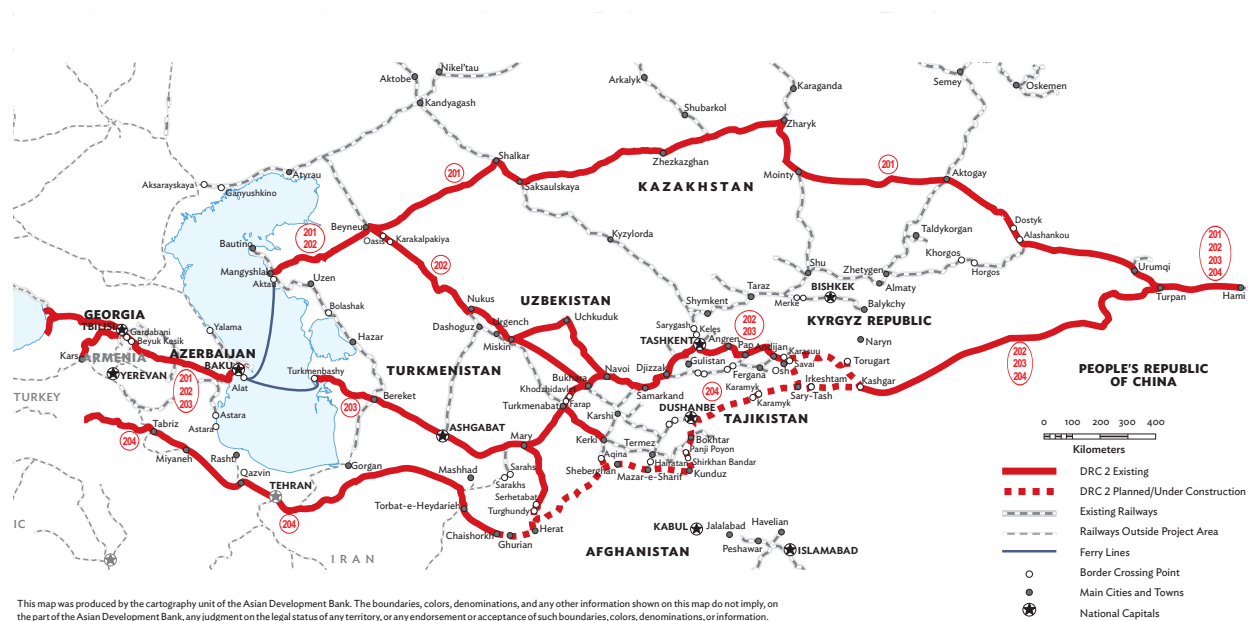 Nikel'tau
Aktobe
Kandyagash
Arkalyk
Shubarkol
Karaganda
Semey
Oskemen
Zharyk
Shalkar
Zhezkazghan
201
201
Mointy
Aktogay
Saksaulskaya
KAZAKHSTAN
Atyrau
Aksarayskaya
Ganyushkino
Beyneu
Oasis
Karakalpakiya
201
202
Bautino
Kyzylorda
Dostyk
Alashankou
Taldykorgan
201
202
203
204
Mangyshlak
Aktau
Uzen
202
Khorgos
Horgos
Urumqi
Shu
Zhetygen
Almaty
Turpan
Hami
Taraz
Merke
BISHKEK
Balykchy
Shymkent
KYRGYZ REPUBLIC
Bolashak
Nukus
UZBEKISTAN
Uchkuduk
Dashoguz
Urgench
Miskin
GEORGIA
TBILISI
Gardabani
Beyuk Kesik
Yalama
Hazar
Sarygash
Keles
TASHKENT
Angren
202
203
Pap
Andijan
Karasuu
Savai
Naryn
Torugart
Kars
ARMENIA
AZERBAIJAN
BAKU
YEREVAN
Alat
201
202
203
Turkmenbashy
TURKMENISTAN
Navoi
Djizzak
Gulistan
Fergana
Osh
Irkeshtam
Kashgar
202
203
204
PEOPLE'S REPUBLIC
OF CHINA
TURKEY
Bukhara
Khodzhidavlet
Farap
Samarkand
204
Karamyk
Karamyk
Sary-Tash
203
Bereket
Turkmenabat
Karshi
DUSHANBE
TAJIKISTAN
Astara
Astara
204
Tabriz
ASHGABAT
Mary
Kerki
Termez
Bokhtar
Panji Poyon
Miyaneh
Rasht
Qazvin
Gorgan
Mashhad
Sarahs
Sarakhs
Aqina
Sheberghan
Hairatan
Shirkhan Bandar
Mazar-e-Sharif
Kunduz
TEHRAN
204
Torbat-e-Heydarieh
Serhetabat
Turghundy
IC
Chaishorkh
Ghurian
Herat
KABUL
Jalalabad
Havelian
Peshawar
ISLAMABAD
IRAN
AFGHANISTAN
0 100 200 300 400
Kilometers
DRC 2 Existing
DRC 2 Planned/Under Construction
Existing Railways
Railways Outside Project Area
Ferry Lines
Border Crossing Point
Main Cities and Towns
National Capitals
This map was produced by the cartography unit of the Asian Development Bank. The boundaries, colors, denominations, and any other information shown on this map do not imply, on
the part of the Asian Development Bank, any judgment on the legal status of any territory, or any endorsement or acceptance of such boundaries, colors, denominations, or information.